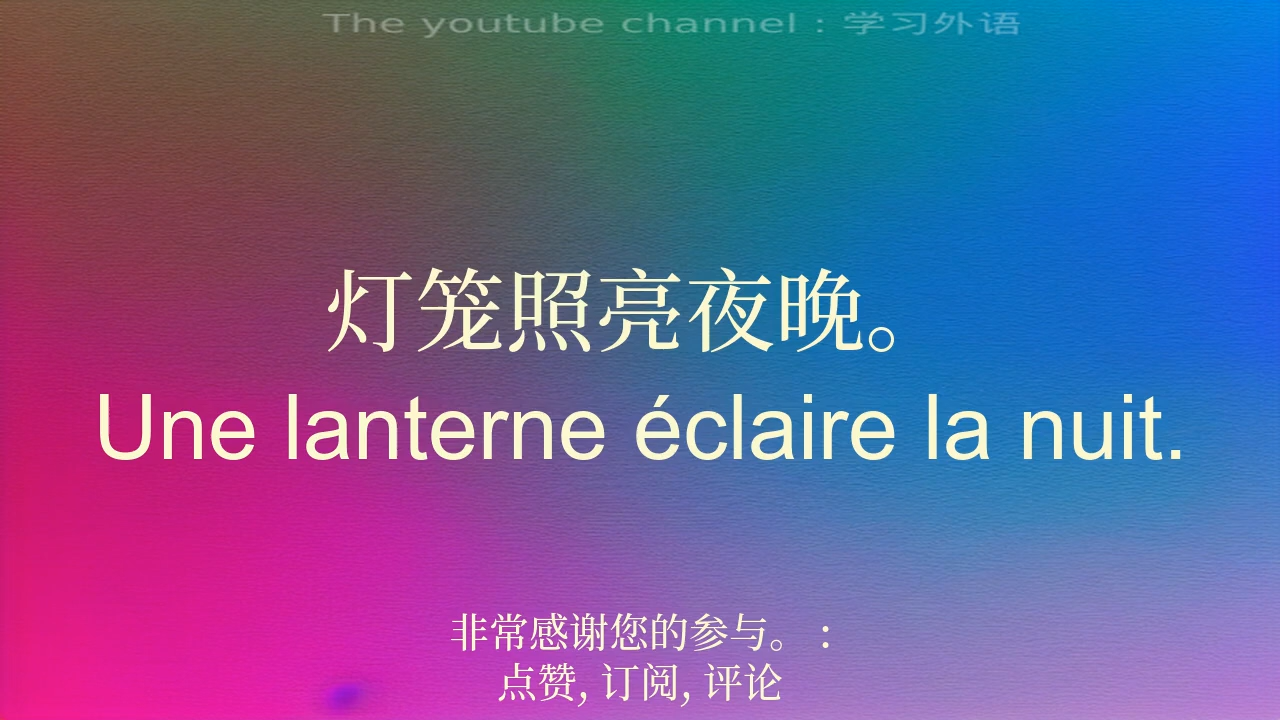 The youtube channel : 学习外语
灯笼照亮夜晚。
Une lanterne éclaire la nuit.
非常感谢您的参与。 :
点赞, 订阅, 评论